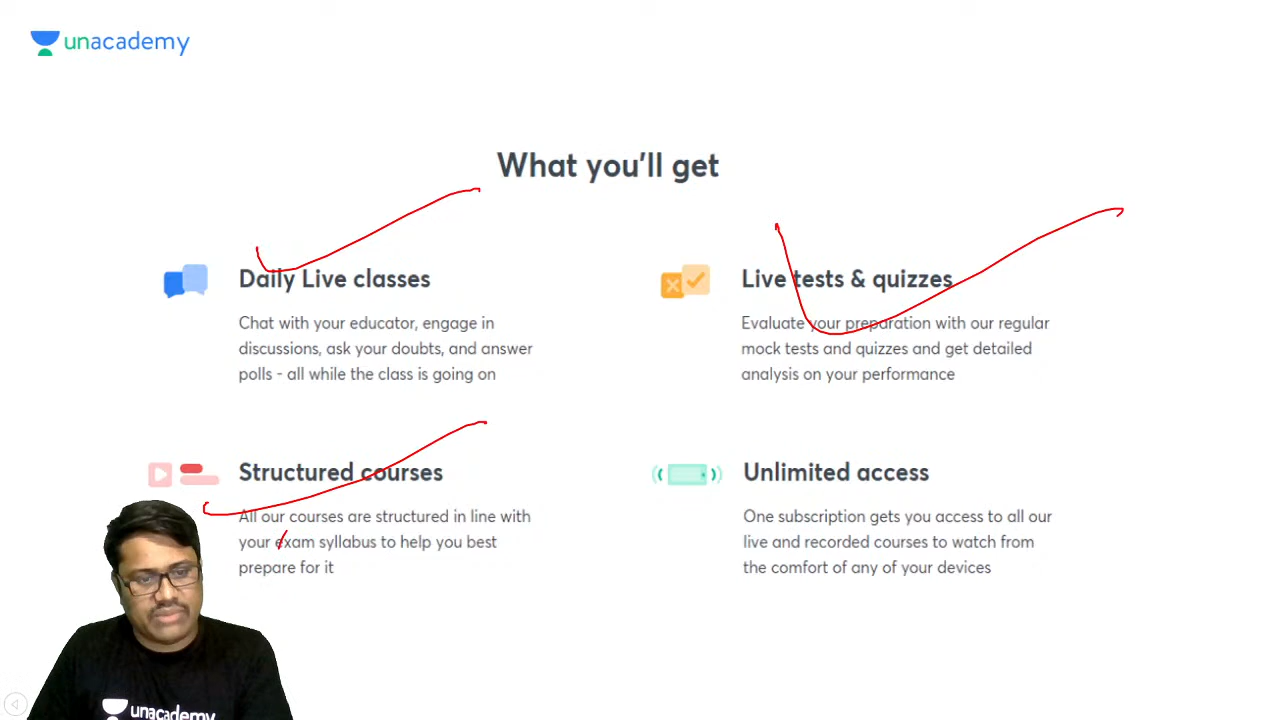 unacademy
What you'll get
Daily Live classes
Chat with your educator, engage in
discussions, ask your doubts, and answer
polls - all while the class is going on
Live tests & quizzes
Evaluate your preparation with our regular
mock tests and quizzes and get detailed
analysis on your performance
Structured courses
All our courses are structured in line with
your exam syllabus to help you best
prepare for it
Unlimited access
One subscription gets you access to all our
live and recorded courses to watch from
the comfort of any of your devices
unacademy